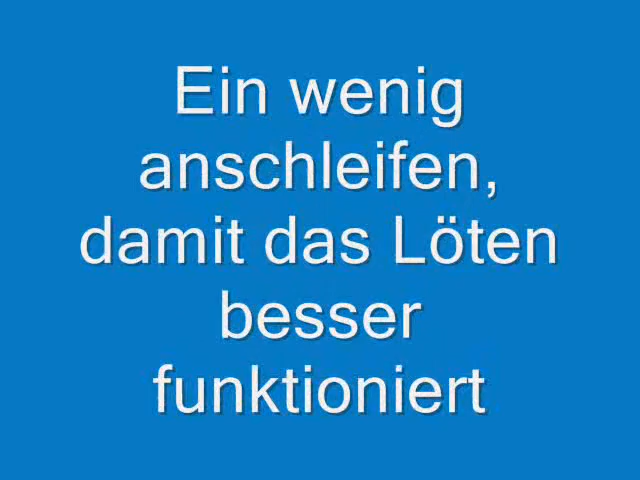 Ein wenig
anschleifen,
damit das Löten
besser
funktioniert